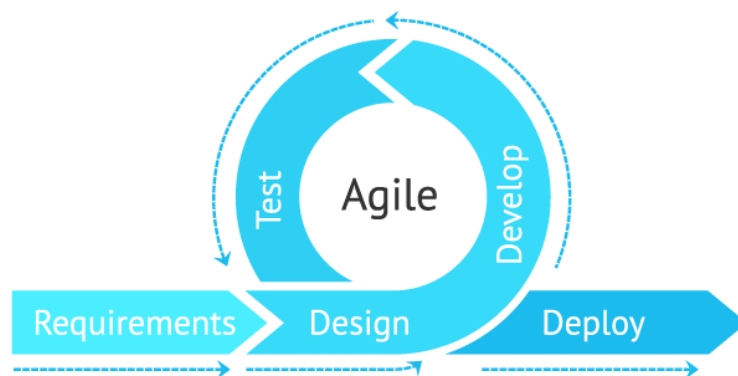 Agile
Test
Develop
Requirements
Design
Deploy